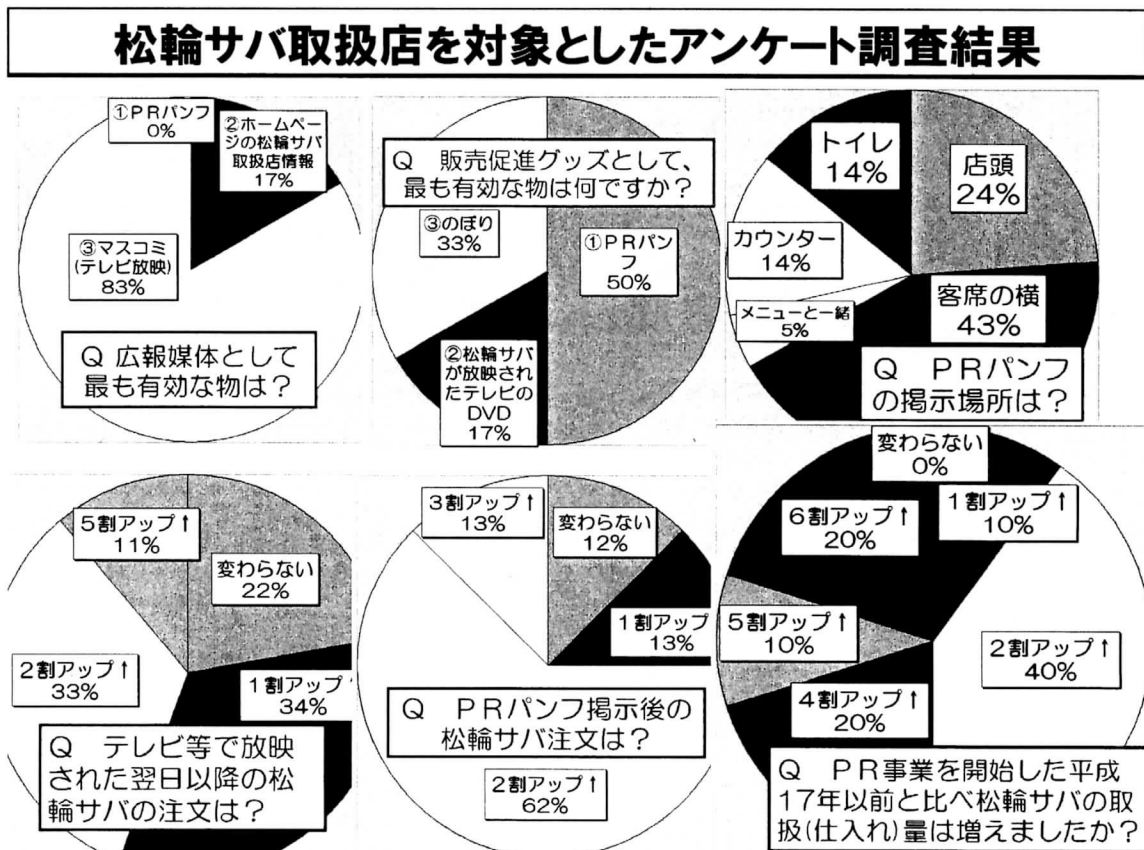 松輪サバ取扱店を対象としたアンケート調査結果
①PRパンフ
0%
②ホームペー
ジの松輪サバ
取扱店情報
17%
③マスコミ
(テレビ放映)
83%
Q 広報媒体として
最も有効な物は?
Q 販売促進グッズとして、
最も有効な物は何ですか?
③のぼり
33%
①PRパン
フ
50%
②松輪サバ
が放映され
たテレビの
DVD
17%
トイレ
14%
店頭
24%
カウンター
14%
メニューと一緒
5%
客席の横
43%
Q PRパンフ
の掲示場所は?
5割アップ↑
11%
変わらない
22%
2割アップ↑
33%
1割アップ↑
34%
Q テレビ等で放映
された翌日以降の松
輪サバの注文は?
3割アップ↑
13%
変わらない
12%
1割アップ
13%
Q PRパンフ掲示後の
松輪サバ注文は?
2割アップ↑
62%
変わらない
0%
1割アップ↑
10%
6割アップ↑
20%
5割アップ↑
10%
2割アップ↑
40%
4割アップ↑
20%
Q PR事業を開始した平成
17年以前と比べ松輪サバの取
扱(仕入れ)量は増えましたか?